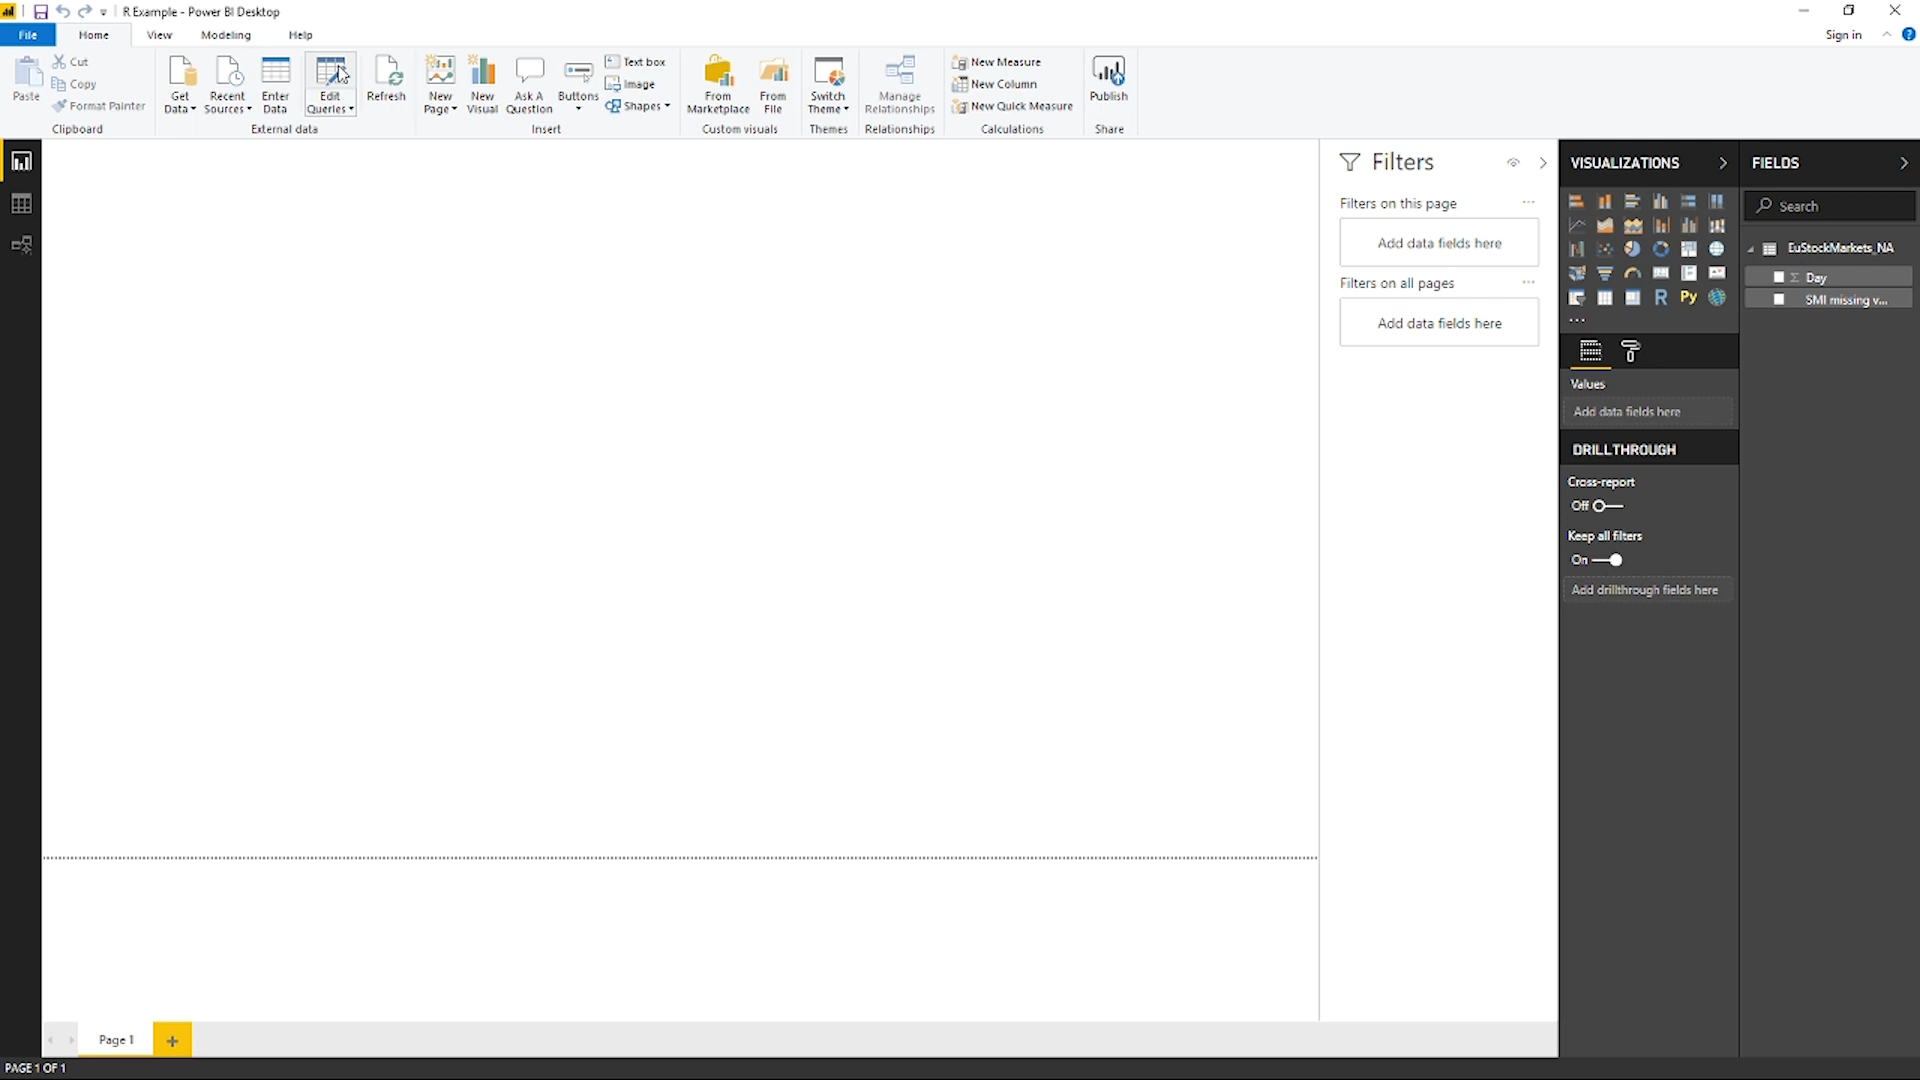 R Example - Power BI Desktop
File Home View Modeling Help Sign in
Paste Cut Copy Format Painter
Clipboard
Get Data Recent Sources Enter Data Edit Queries Refresh
External data
New Page New Visual Ask A Question Buttons Text box Image Shapes
Insert
From Marketplace From File
Custom visuals
Switch Theme
Themes
Manage Relationships
Relationships
New Measure
New Column
New Quick Measure
Calculations
Publish
Share
Filters
Filters on this page ...
Add data fields here
Filters on all pages ...
Add data fields here
VISUALIZATIONS
R Py
...
Values
Add data fields here
DRILLTHROUGH
Cross-report
Off
Keep all filters
On
Add drillthrough fields here
FIELDS
Search
EuStockMarkets_NA
Σ Day
SMI missing v...
Page 1 +
PAGE 1 OF 1